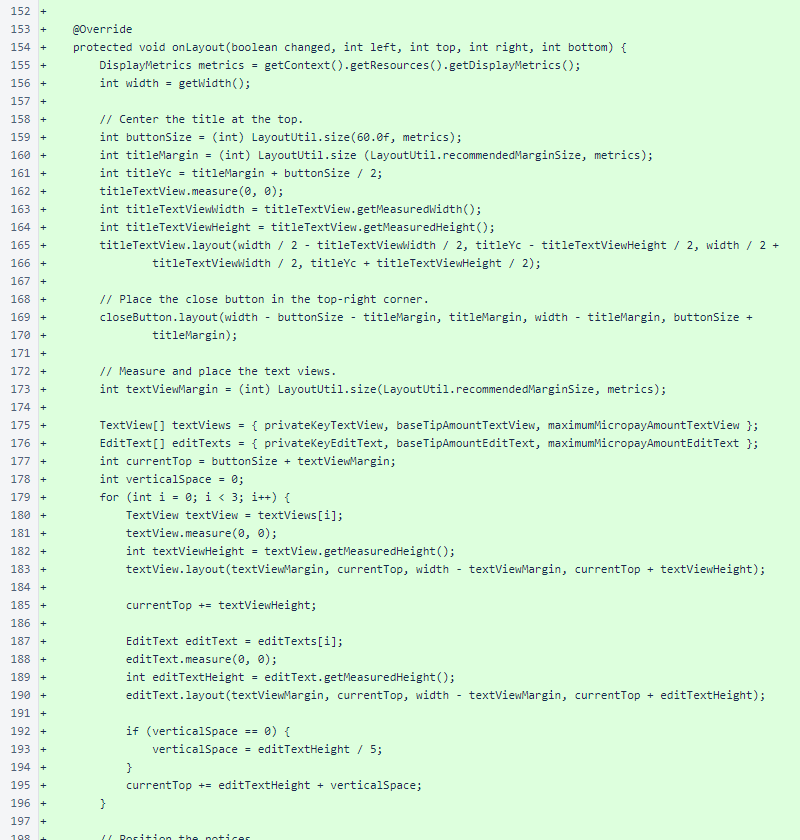 152 +
153 +    @Override
154 +    protected void onLayout(boolean changed, int left, int top, int right, int bottom) {
155 +        DisplayMetrics metrics = getContext().getResources().getDisplayMetrics();
156 +        int width = getWidth();
157 +
158 +        // Center the title at the top.
159 +        int buttonSize = (int) LayoutUtil.size(60.0f, metrics);
160 +        int titleMargin = (int) LayoutUtil.size (LayoutUtil.recommendedMarginSize, metrics);
161 +        int titleYc = titleMargin + buttonSize / 2;
162 +        titleTextView.measure(0, 0);
163 +        int titleTextViewWidth = titleTextView.getMeasuredWidth();
164 +        int titleTextViewHeight = titleTextView.getMeasuredHeight();
165 +        titleTextView.layout(width / 2 - titleTextViewWidth / 2, titleYc - titleTextViewHeight / 2, width / 2 +
166 +                titleTextViewWidth / 2, titleYc + titleTextViewHeight / 2);
167 +
168 +        // Place the close button in the top-right corner.
169 +        closeButton.layout(width - buttonSize - titleMargin, titleMargin, width - titleMargin, buttonSize +
170 +                titleMargin);
171 +
172 +        // Measure and place the text views.
173 +        int textViewMargin = (int) LayoutUtil.size(LayoutUtil.recommendedMarginSize, metrics);
174 +
175 +        TextView[] textViews = { privateKeyTextView, baseTipAmountTextView, maximumMicropayAmountTextView };
176 +        EditText[] editTexts = { privateKeyEditText, baseTipAmountEditText, maximumMicropayAmountEditText };
177 +        int currentTop = buttonSize + textViewMargin;
178 +        int verticalSpace = 0;
179 +        for (int i = 0; i < 3; i++) {
180 +            TextView textView = textViews[i];
181 +            textView.measure(0, 0);
182 +            int textViewHeight = textView.getMeasuredHeight();
183 +            textView.layout(textViewMargin, currentTop, width - textViewMargin, currentTop + textViewHeight);
184 +
185 +            currentTop += textViewHeight;
186 +
187 +            EditText editText = editTexts[i];
188 +            editText.measure(0, 0);
189 +            int editTextHeight = editText.getMeasuredHeight();
190 +            editText.layout(textViewMargin, currentTop, width - textViewMargin, currentTop + editTextHeight);
191 +
192 +            if (verticalSpace == 0) {
193 +                verticalSpace = editTextHeight / 5;
194 +            }
195 +            currentTop += editTextHeight + verticalSpace;
196 +        }
197 +
198 +        // Position the notices